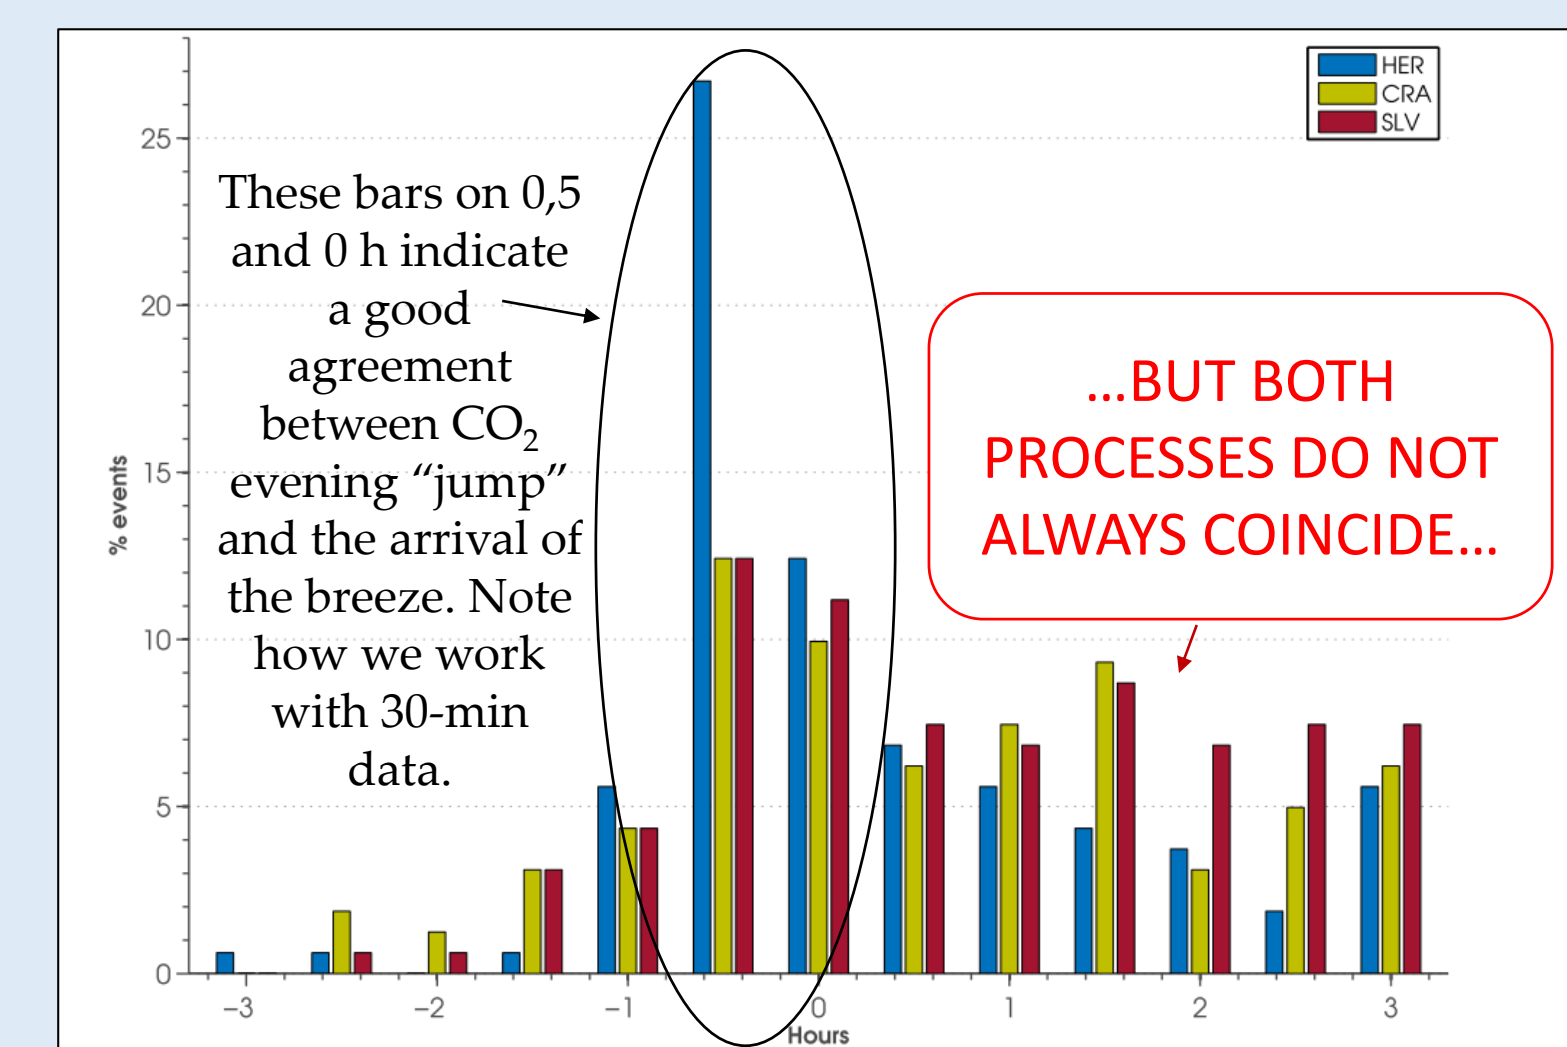 HER
CRA
SLV
25
20
15
10
5
0
% events
These bars on 0,5
and 0 h indicate
a good
agreement
between CO₂
evening “jump”
and the arrival of
the breeze. Note
how we work
with 30-min
data.
...BUT BOTH
PROCESSES DO NOT
ALWAYS COINCIDE...
−3 −2 −1 0 1 2 3
Hours